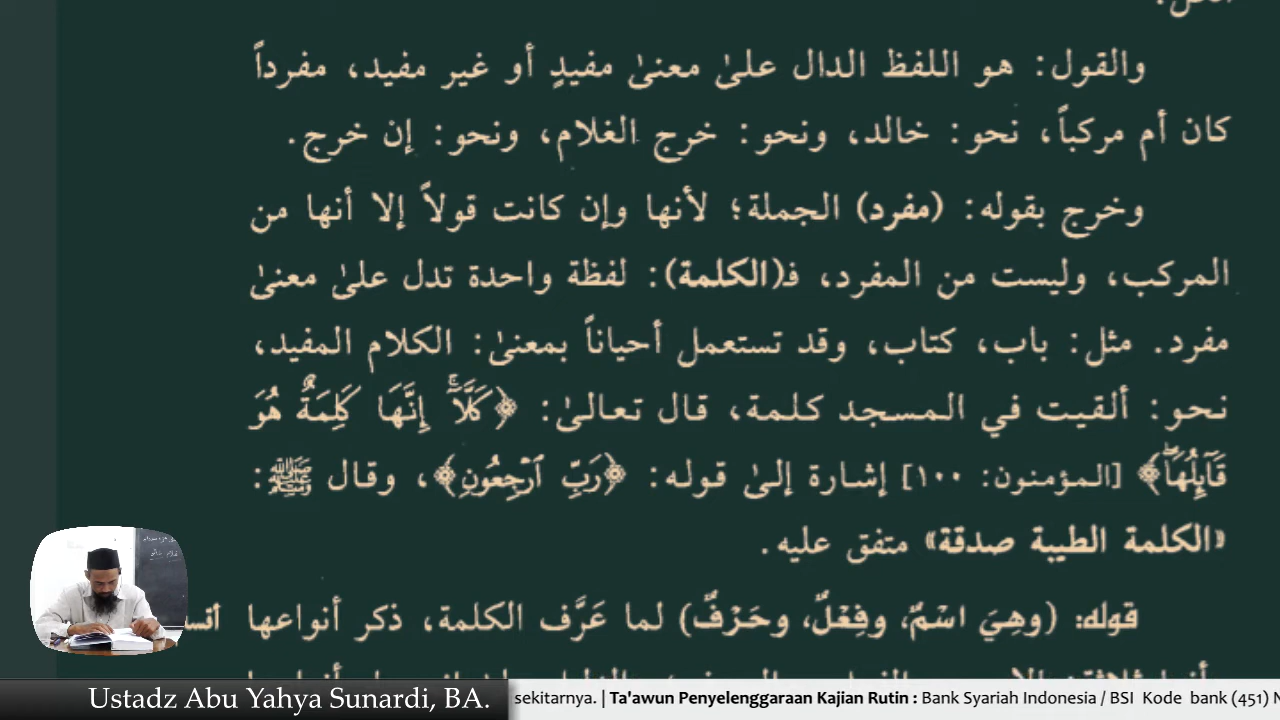 والقول: هو اللفظ الدال علىٰ معنىٰ مفيدٍ أو غير مفيد، مفرداً
كان أم مركباً، نحو: خالد، ونحو: خرج الغلام، ونحو: إن خرج.
وخرج بقوله: (مفرد) الجملة؛ لأنها وإن كانت قولاً إلا أنها من
المركب، وليست من المفرد، فـ(الكلمة): لفظة واحدة تدل علىٰ معنىٰ
مفرد. مثل: باب، كتاب، وقد تستعمل أحياناً بمعنىٰ: الكلام المفيد،
نحو: ألقيت في المسجد كلمة، قال تعالىٰ: ﴿كَلَّآۚ إِنَّهَا كَلِمَةٌ هُوَ
قَآئِلُهَاۖ﴾ [المؤمنون: ١٠٠] إشارة إلىٰ قوله: ﴿رَبِّ ٱرۡجِعُونِ﴾، وقال ﷺ:
«الكلمة الطيبة صدقة» متفق عليه.
قوله: (وهِيَ اسْمٌ، وفِعْلٌ، وحَرْفٌ) لما عَرَّف الكلمة، ذكر أنواعها
Ustadz Abu Yahya Sunardi, BA.
sekitarnya. | Ta'awun Penyelenggaraan Kajian Rutin : Bank Syariah Indonesia / BSI Kode bank (451)